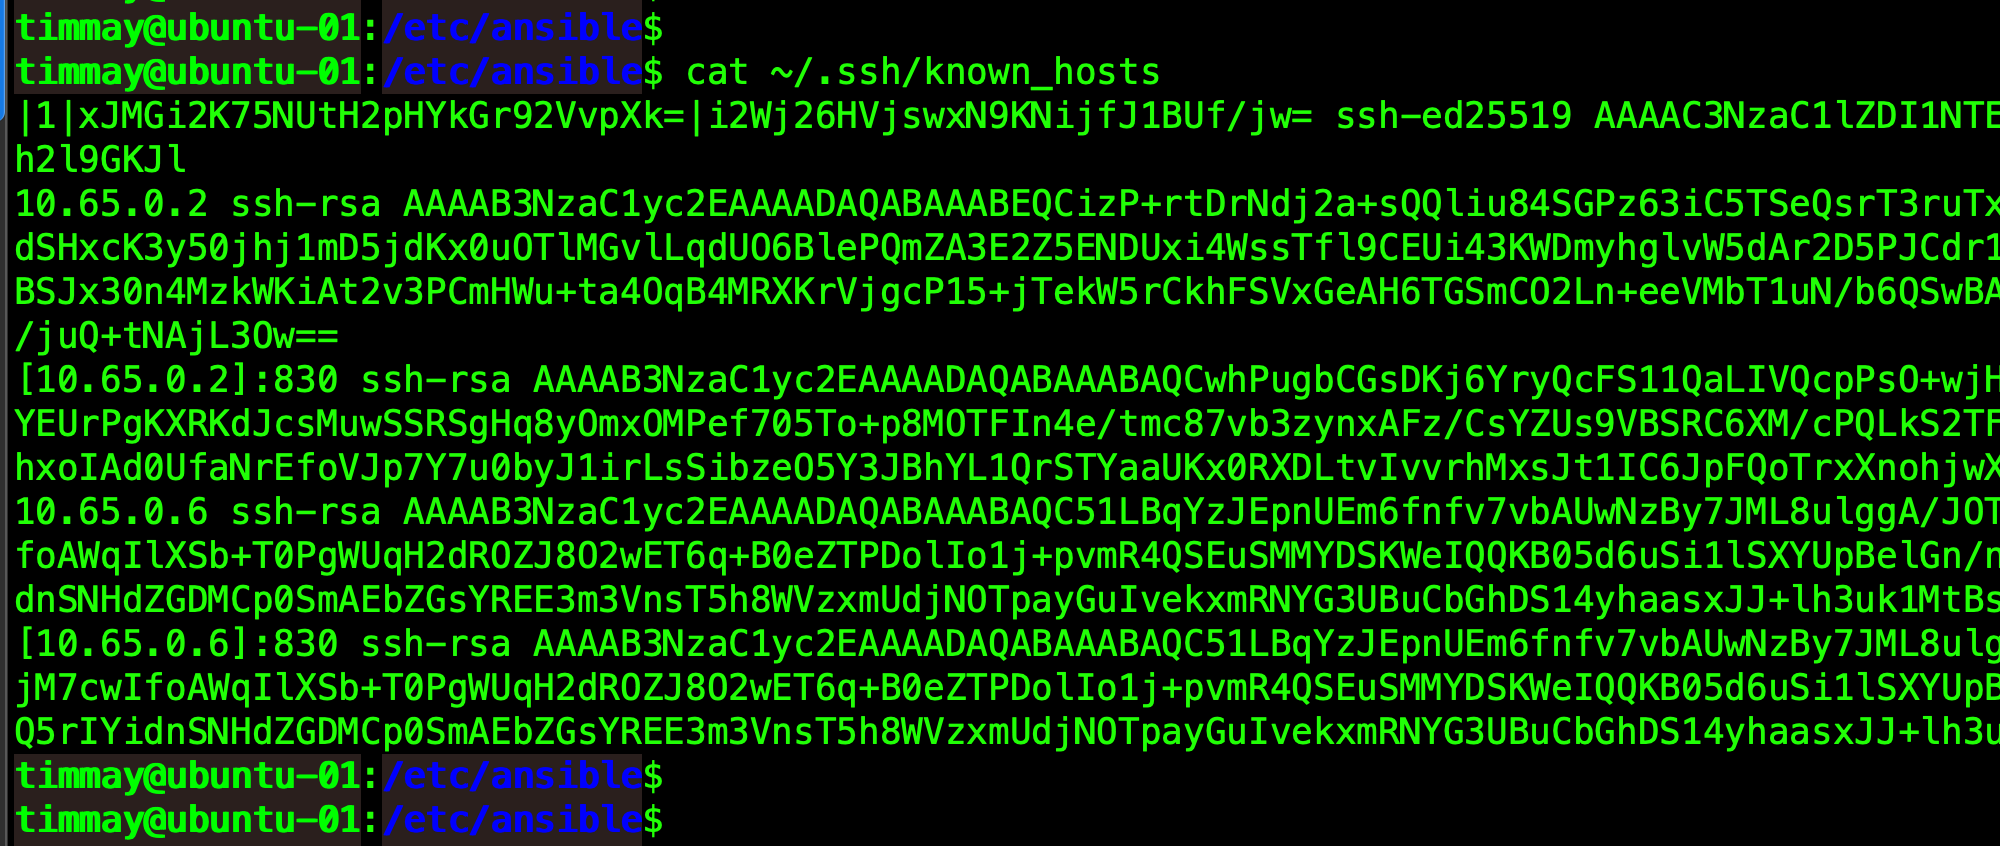 timmay@ubuntu-01:/etc/ansible$
timmay@ubuntu-01:/etc/ansible$ cat ~/.ssh/known_hosts
|1|xJMGi2K75NUtH2pHYkGr92VvpXk=|i2Wj26HVjswxN9KNijfJ1BUf/jw= ssh-ed25519 AAAAC3NzaC1lZDI1NTE
h2l9GKJl
10.65.0.2 ssh-rsa AAAAB3NzaC1yc2EAAAADAQABAAABEQCizP+rtDrNdj2a+sQQliu84SGPz63iC5TSeQsrT3ruTx
dSHxcK3y50jhj1mD5jdKx0uOTlMGvlLqdUO6BlePQmZA3E2Z5ENDUxi4WssTfl9CEUi43KWDmyhglvW5dAr2D5PJCdr1
BSJx30n4MzkWKiAt2v3PCmHWu+ta4OqB4MRXKrVjgcP15+jTekW5rCkhFSVxGeAH6TGSmCO2Ln+eeVMbT1uN/b6QSwBA
/juQ+tNAjL3Ow==
[10.65.0.2]:830 ssh-rsa AAAAB3NzaC1yc2EAAAADAQABAAABAQCwhPugbCGsDKj6YryQcFS11QaLIVQcpPsO+wjH
YEUrPgKXRKdJcsMuwSSRSgHq8yOmxOMPef705To+p8MOTFIn4e/tmc87vb3zynxAFz/CsYZUs9VBSRC6XM/cPQLkS2TF
hxoIAd0UfaNrEfoVJp7Y7u0byJ1irLsSibzeO5Y3JBhYL1QrSTYaaUKx0RXDLtvIvvrhMxsJt1IC6JpFQoTrxXnohjwX
10.65.0.6 ssh-rsa AAAAB3NzaC1yc2EAAAADAQABAAABAQC51LBqYzJEpnUEm6fnfv7vbAUwNzBy7JML8ulggA/JOT
foAWqIlXSb+T0PgWUqH2dROZJ8O2wET6q+B0eZTPDolIo1j+pvmR4QSEuSMMYDSKWeIQQKB05d6uSi1lSXYUpBelGn/n
dnSNHdZGDMCp0SmAEbZGsYREE3m3VnsT5h8WVzxmUdjNOTpayGuIvekxmRNYG3UBuCbGhDS14yhaasxJJ+lh3uk1MtBs
[10.65.0.6]:830 ssh-rsa AAAAB3NzaC1yc2EAAAADAQABAAABAQC51LBqYzJEpnUEm6fnfv7vbAUwNzBy7JML8ulg
jM7cwIfoAWqIlXSb+T0PgWUqH2dROZJ8O2wET6q+B0eZTPDolIo1j+pvmR4QSEuSMMYDSKWeIQQKB05d6uSi1lSXYUpB
Q5rIYidnSNHdZGDMCp0SmAEbZGsYREE3m3VnsT5h8WVzxmUdjNOTpayGuIvekxmRNYG3UBuCbGhDS14yhaasxJJ+lh3u
timmay@ubuntu-01:/etc/ansible$
timmay@ubuntu-01:/etc/ansible$